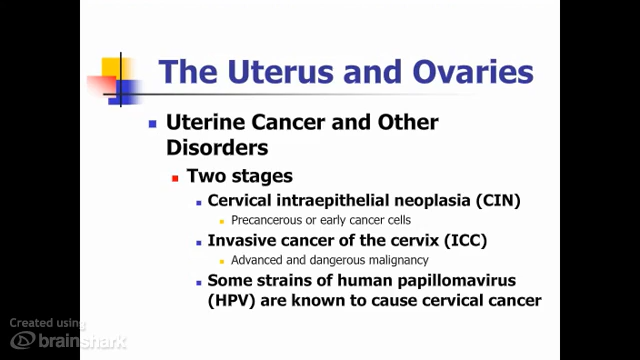 The Uterus and Ovaries
Uterine Cancer and Other
Disorders
Two stages
Cervical intraepithelial neoplasia (CIN)
Precancerous or early cancer cells
Invasive cancer of the cervix (ICC)
Advanced and dangerous malignancy
Some strains of human papillomavirus
(HPV) are known to cause cervical cancer
Created using
brainshark